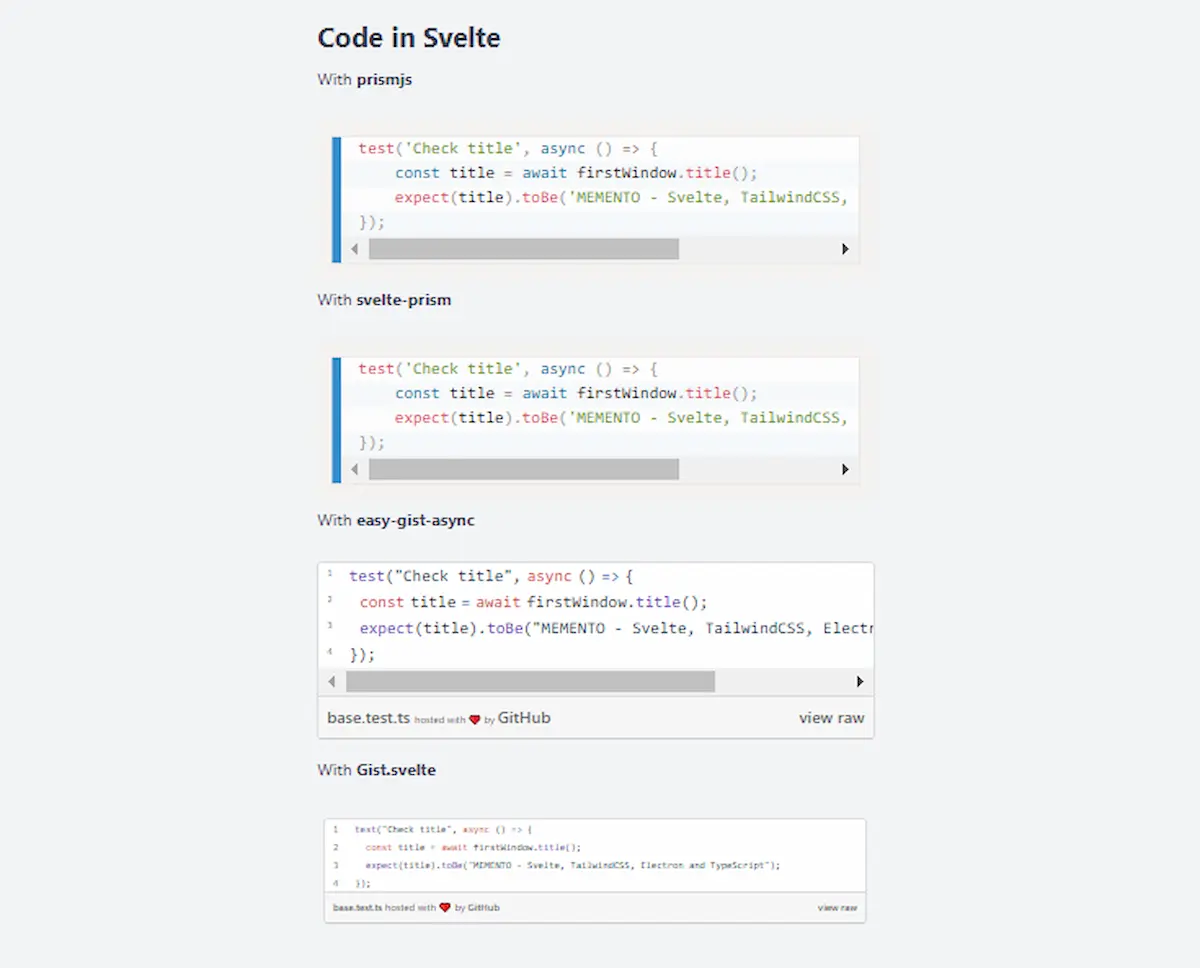 Code in Svelte
With prismjs
test('Check title', async () => {
    const title = await firstWindow.title();
    expect(title).toBe('MEMENTO - Svelte, TailwindCSS,
});
With svelte-prism
test('Check title', async () => {
    const title = await firstWindow.title();
    expect(title).toBe('MEMENTO - Svelte, TailwindCSS,
});
With easy-gist-async
1 test("Check title", async () => {
2  const title = await firstWindow.title();
3  expect(title).toBe("MEMENTO - Svelte, TailwindCSS, Electr
4 });
base.test.ts hosted with ❤ by GitHub view raw
With Gist.svelte
1 test("Check title", async () => {
2   const title = await firstWindow.title();
3   expect(title).toBe("MEMENTO - Svelte, TailwindCSS, Electron and TypeScript");
4 });
base.test.ts hosted with ❤ by GitHub view raw